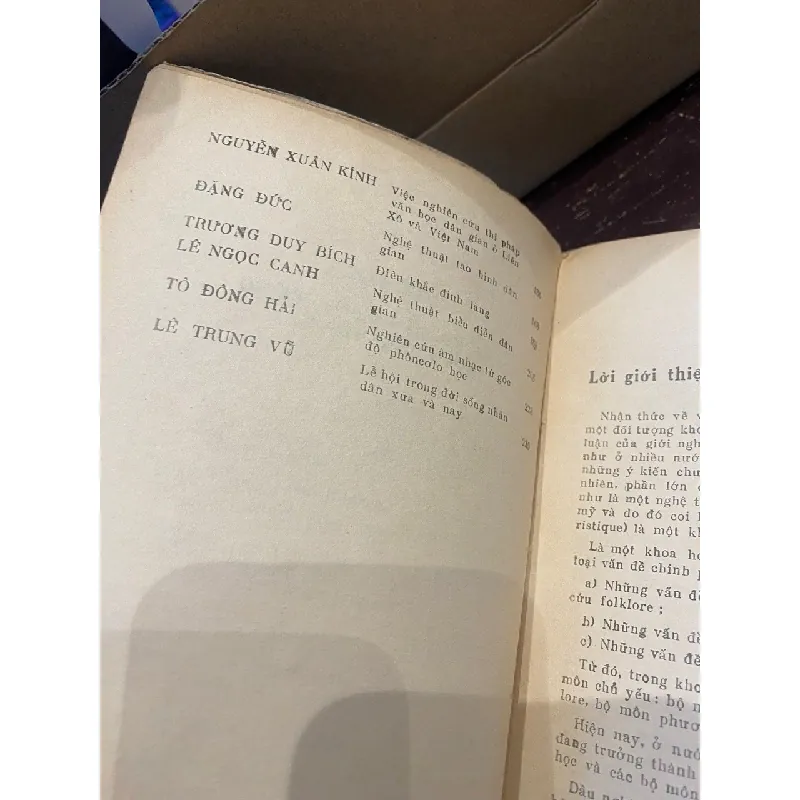 NGUYỄN XUÂN KÍNH
Việc nghiên cứu thi pháp
văn học dân gian ở Liên
Xô và Việt Nam
ĐẶNG ĐỨC
Nghệ thuật tạo hình dân
gian
TRƯƠNG DUY BÍCH
Điêu khắc đình làng
LÊ NGỌC CANH
Nghệ thuật biểu diễn dân
gian
TÔ ĐÔNG HẢI
Nghiên cứu âm nhạc từ góc
độ phôncolo học
LÊ TRUNG VŨ
Lễ hội trong đời sống nhân
dân xưa và nay
Lời giới thiệ
Nhận thức về v
một đối tượng kho
luận của giới ngh
như ở nhiều nướ
những ý kiến chư
nhiên, phần lớn
như là một nghệ t
mỹ và do đó coi
ristique) là một k
Là một khoa họ
loại vấn đề chính
a) Những vấn đề
cứu folklore ;
b) Những vấn đề
c) Những vấn đề
Từ đó, trong kho
môn chủ yếu : bộ
lore, bộ môn phươ
Hiện nay, ở nướ
đang trưởng thành
học và các bộ môn